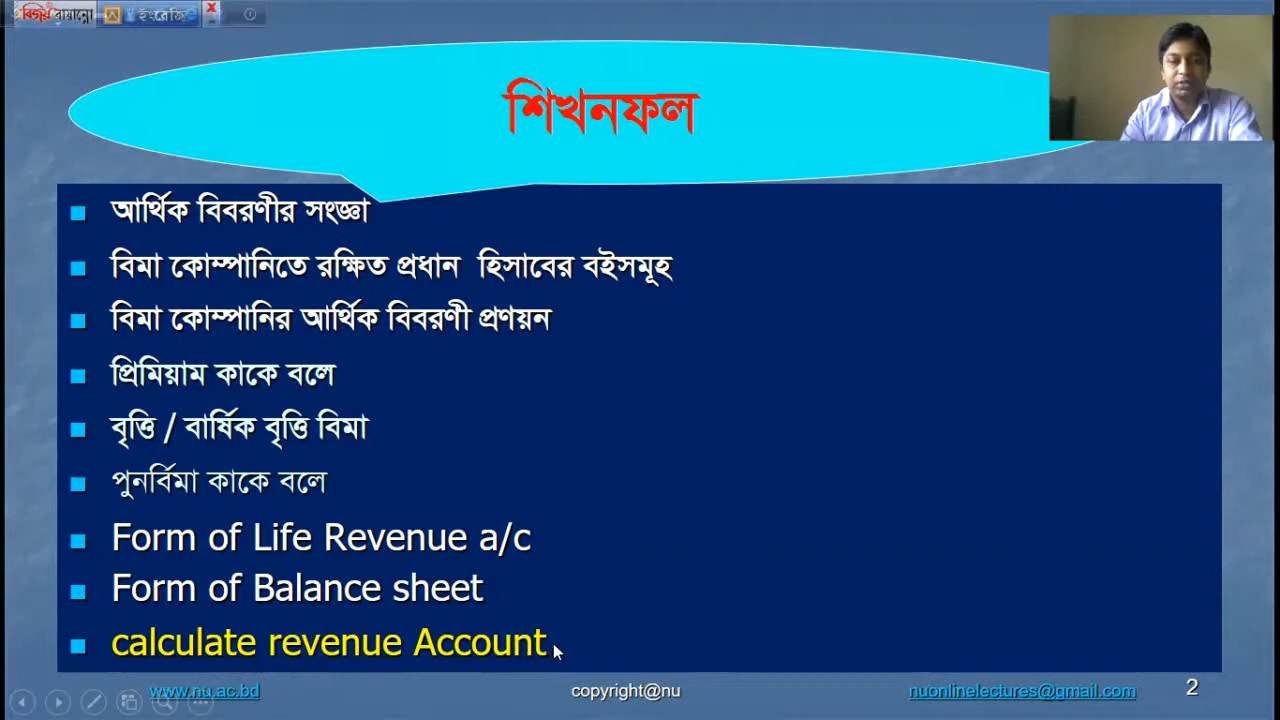 বিজয় বায়ান্নো ইংরেজি
শিখনফল
আর্থিক বিবরণীর সংজ্ঞা
বিমা কোম্পানিতে রক্ষিত প্রধান হিসাবের বইসমূহ
বিমা কোম্পানির আর্থিক বিবরণী প্রণয়ন
প্রিমিয়াম কাকে বলে
বৃত্তি / বার্ষিক বৃত্তি বিমা
পুনর্বিমা কাকে বলে
Form of Life Revenue a/c
Form of Balance sheet
calculate revenue Account
www.nu.ac.bd copyright@nu nuonlinelectures@gmail.com 2